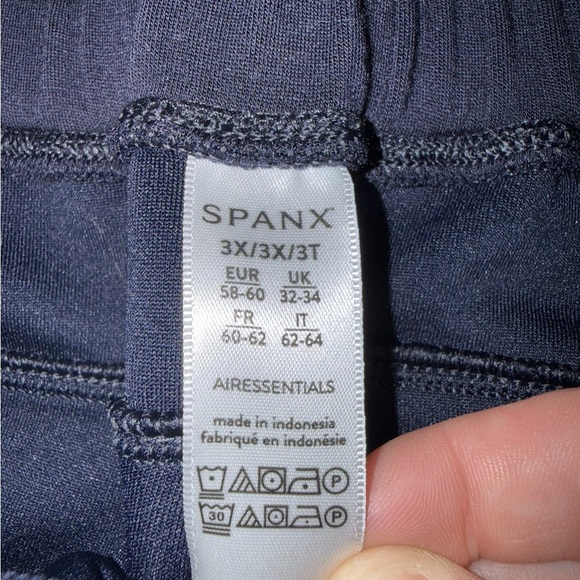 SPANX
3X/3X/3T
EUR UK
58-60 32-34
FR IT
60-62 62-64
AIRESSENTIALS
made in indonesia
fabriqué en indonésie
P
30 P